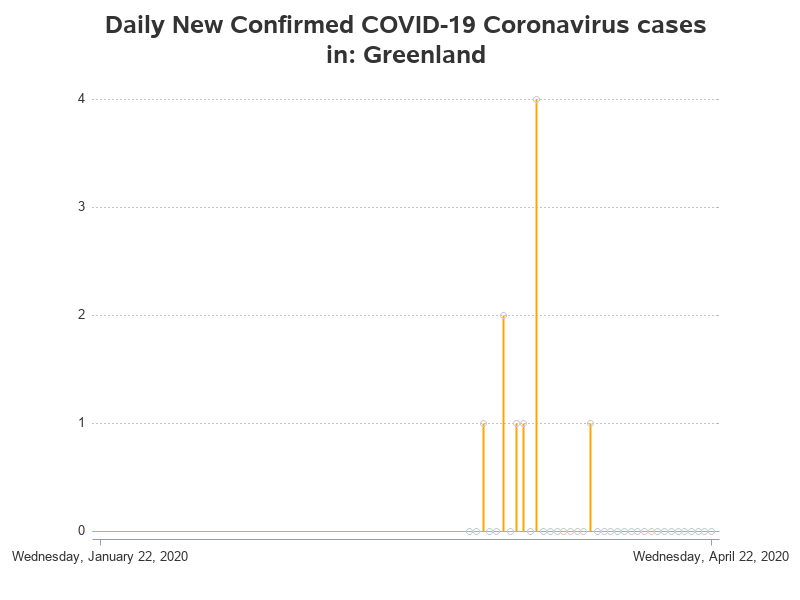 Daily New Confirmed COVID-19 Coronavirus cases
in: Greenland
4
3
2
1
0
Wednesday, January 22, 2020
Wednesday, April 22, 2020